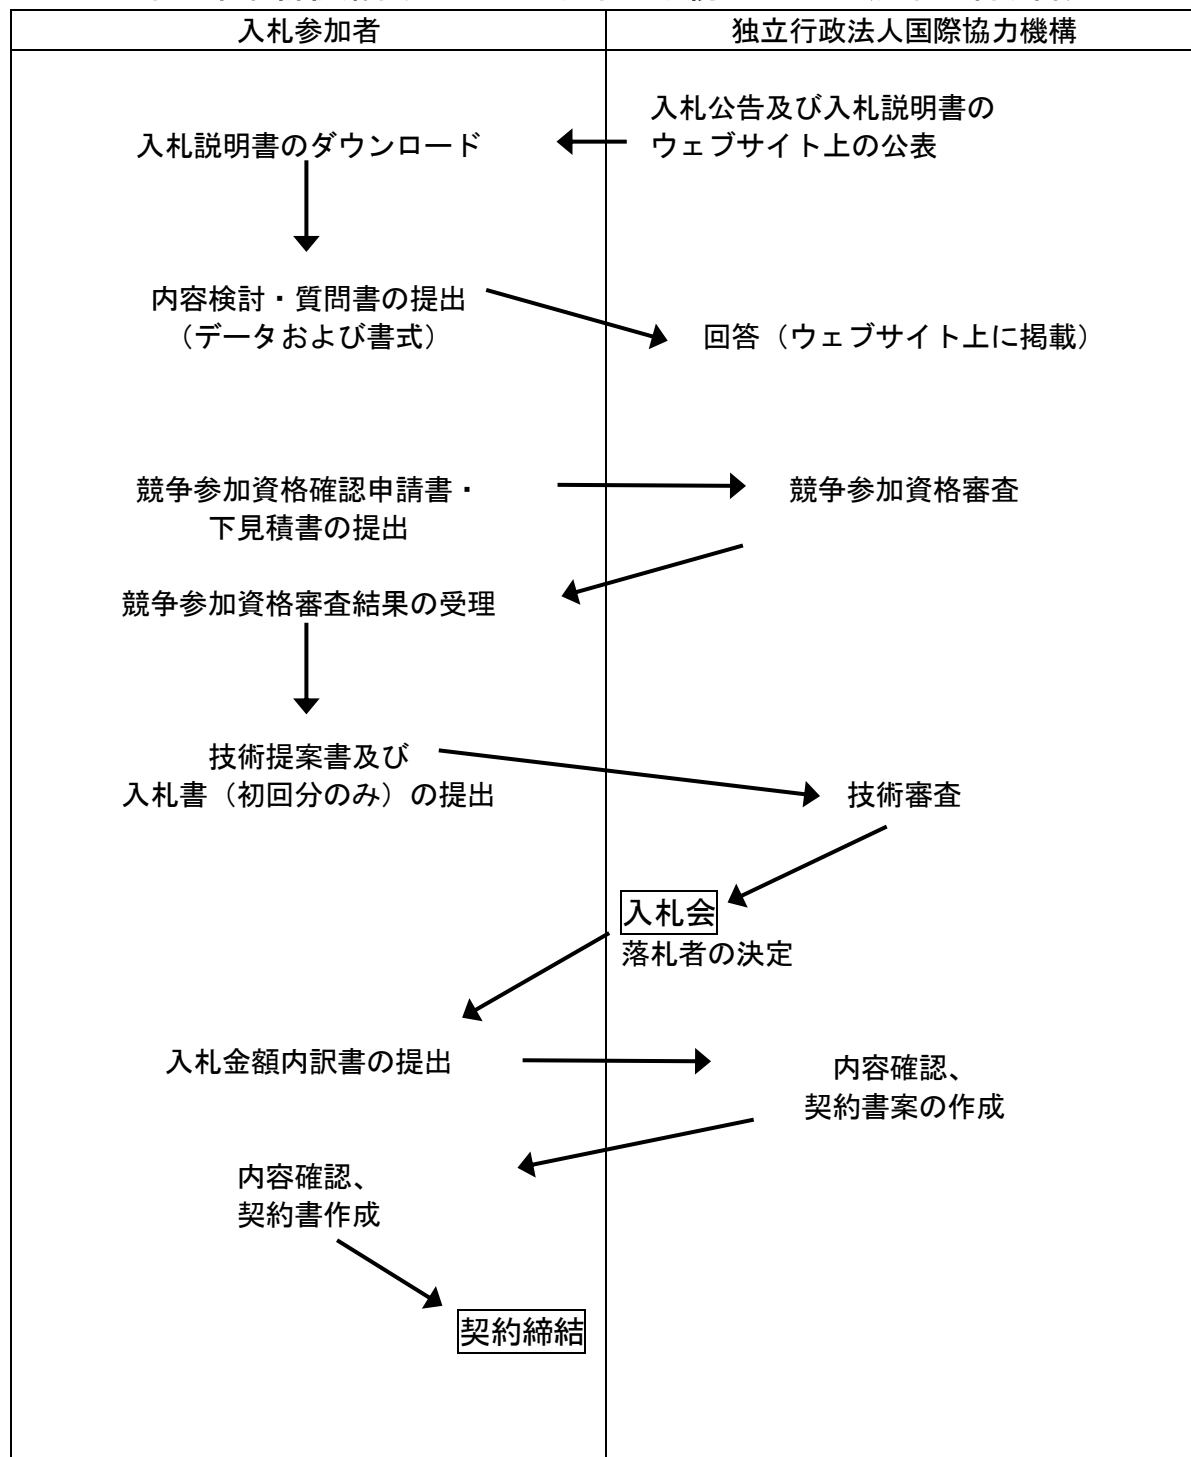 入札参加者
独立行政法人国際協力機構
入札公告及び入札説明書の
ウェブサイト上の公表
入札説明書のダウンロード
内容検討・質問書の提出
（データおよび書式）
回答（ウェブサイト上に掲載）
競争参加資格確認申請書・
下見積書の提出
競争参加資格審査
競争参加資格審査結果の受理
技術提案書及び
入札書（初回分のみ）の提出
技術審査
入札会
落札者の決定
入札金額内訳書の提出
内容確認、
契約書案の作成
内容確認、
契約書作成
契約締結